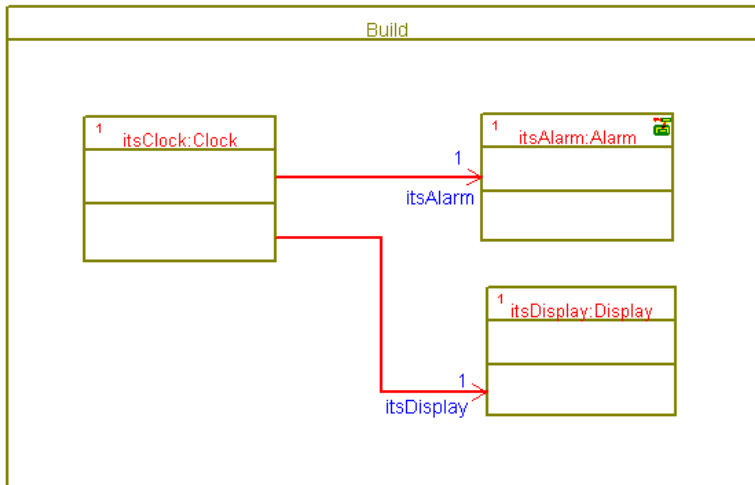 Build
1
itsClock:Clock
1
itsAlarm:Alarm
1
itsAlarm
1
itsDisplay:Display
1
itsDisplay